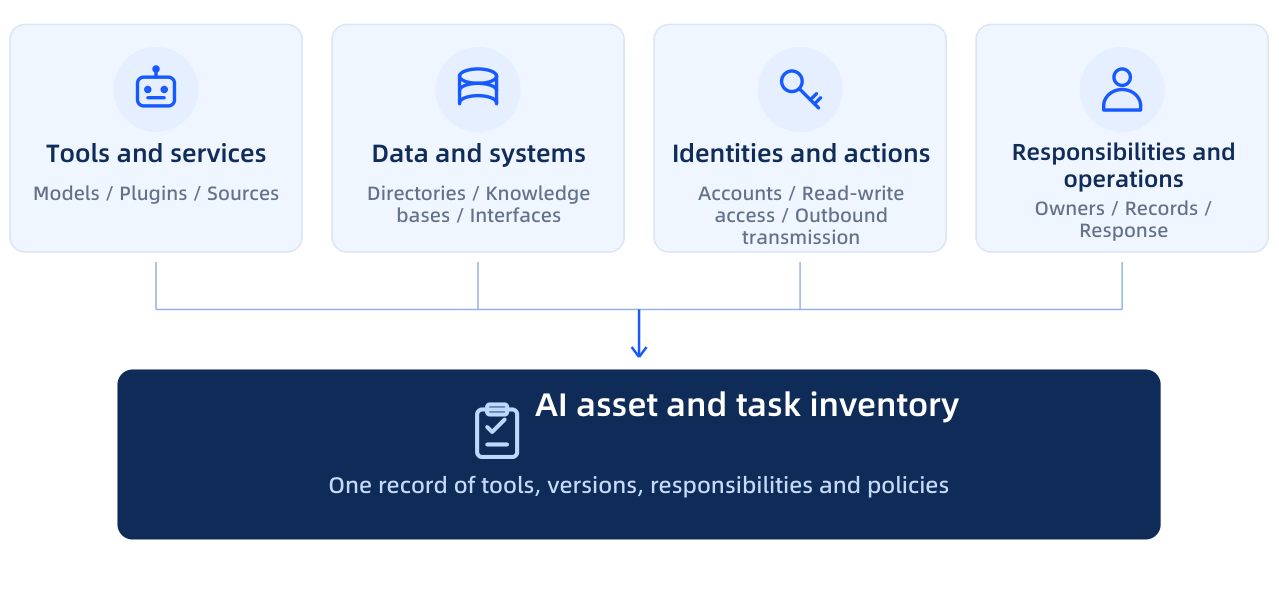 Tools and services
Models / Plugins / Sources
Data and systems
Directories / Knowledge
bases / Interfaces
Identities and actions
Accounts / Read-write
access / Outbound
transmission
Responsibilities and
operations
Owners / Records /
Response
AI asset and task inventory
One record of tools, versions, responsibilities and policies